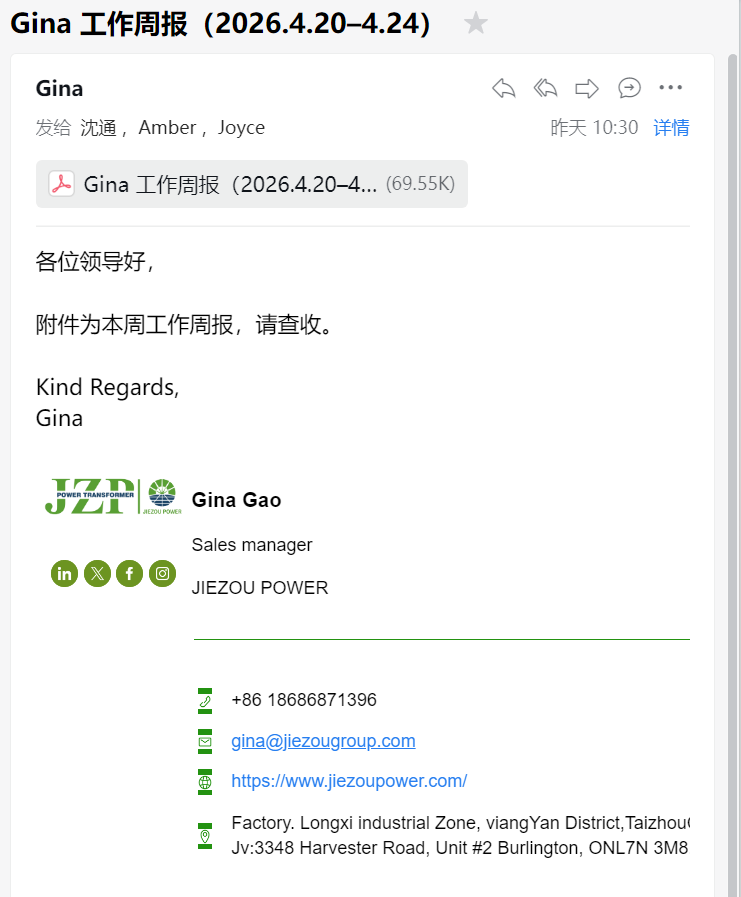 Gina 工作周报（2026.4.20–4.24）
Gina
发给 沈通 ,  Amber ,  Joyce
昨天 10:30 详情
Gina 工作周报（2026.4.20–4... (69.55K)
各位领导好，
附件为本周工作周报，请查收。
Kind Regards,
Gina
JZP
POWER TRANSFORMER
JIEZOU POWER
Gina Gao
Sales manager
JIEZOU POWER
+86 18686871396
gina@jiezougroup.com
https://www.jiezoupower.com/
Factory. Longxi industrial Zone, viangYan District,Taizhou
Jv:3348 Harvester Road, Unit #2 Burlington, ONL7N 3M8